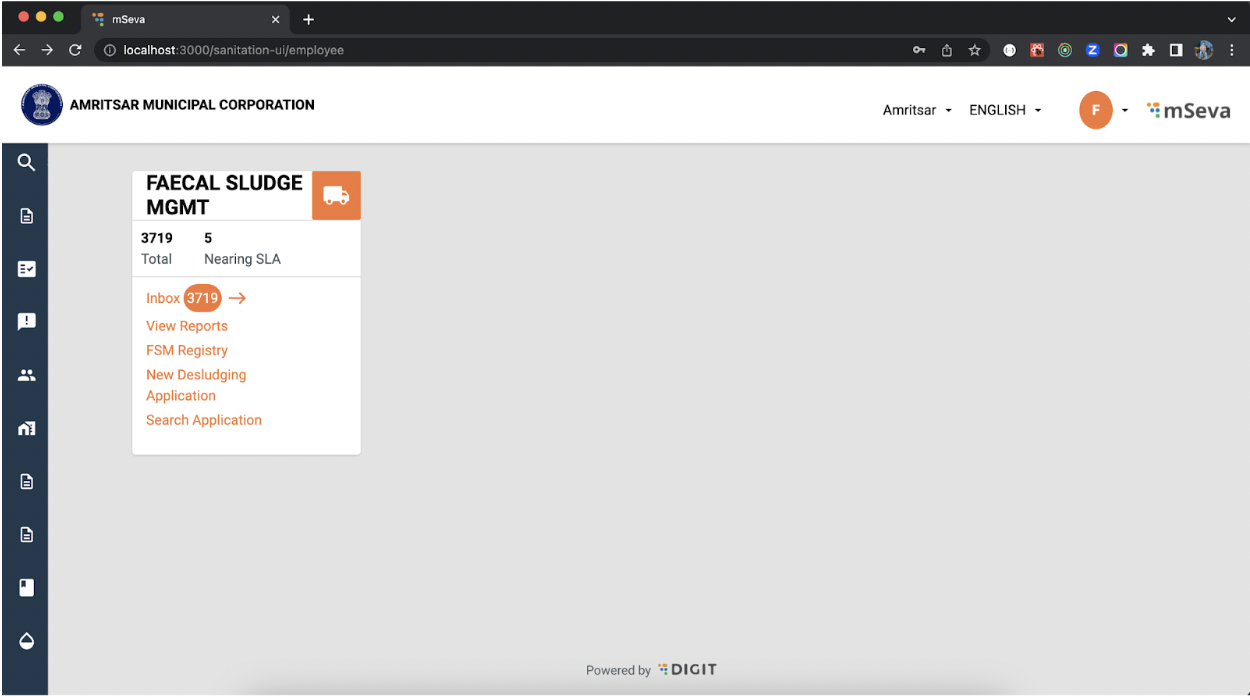 mSeva
localhost:3000/sanitation-ui/employee
AMRITSAR MUNICIPAL CORPORATION
Amritsar
ENGLISH
F
mSeva
FAECAL SLUDGE
MGMT
3719 5
Total Nearing SLA
Inbox 3719
View Reports
FSM Registry
New Desludging
Application
Search Application
Powered by DIGIT